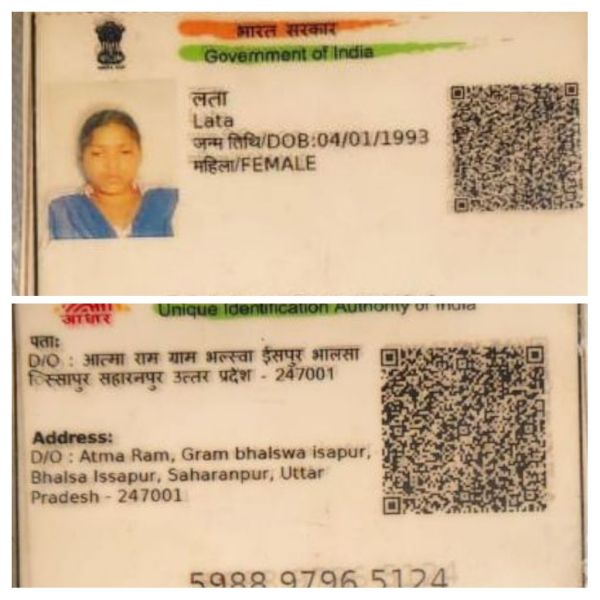 भारत सरकार
Government of India
लता
Lata
जन्म तिथि/DOB:04/01/1993
महिला/FEMALE
आधार
Unique Identification Authority of India
पता:
D/O : आत्मा राम ग्राम भल्स्वा ईसपुर भालसा
िस्सापुर सहारनपुर उत्तर प्रदेश - 247001
Address:
D/O : Atma Ram, Gram bhalswa isapur,
Bhalsa Issapur, Saharanpur, Uttar
Pradesh - 247001
5988 9796 5124